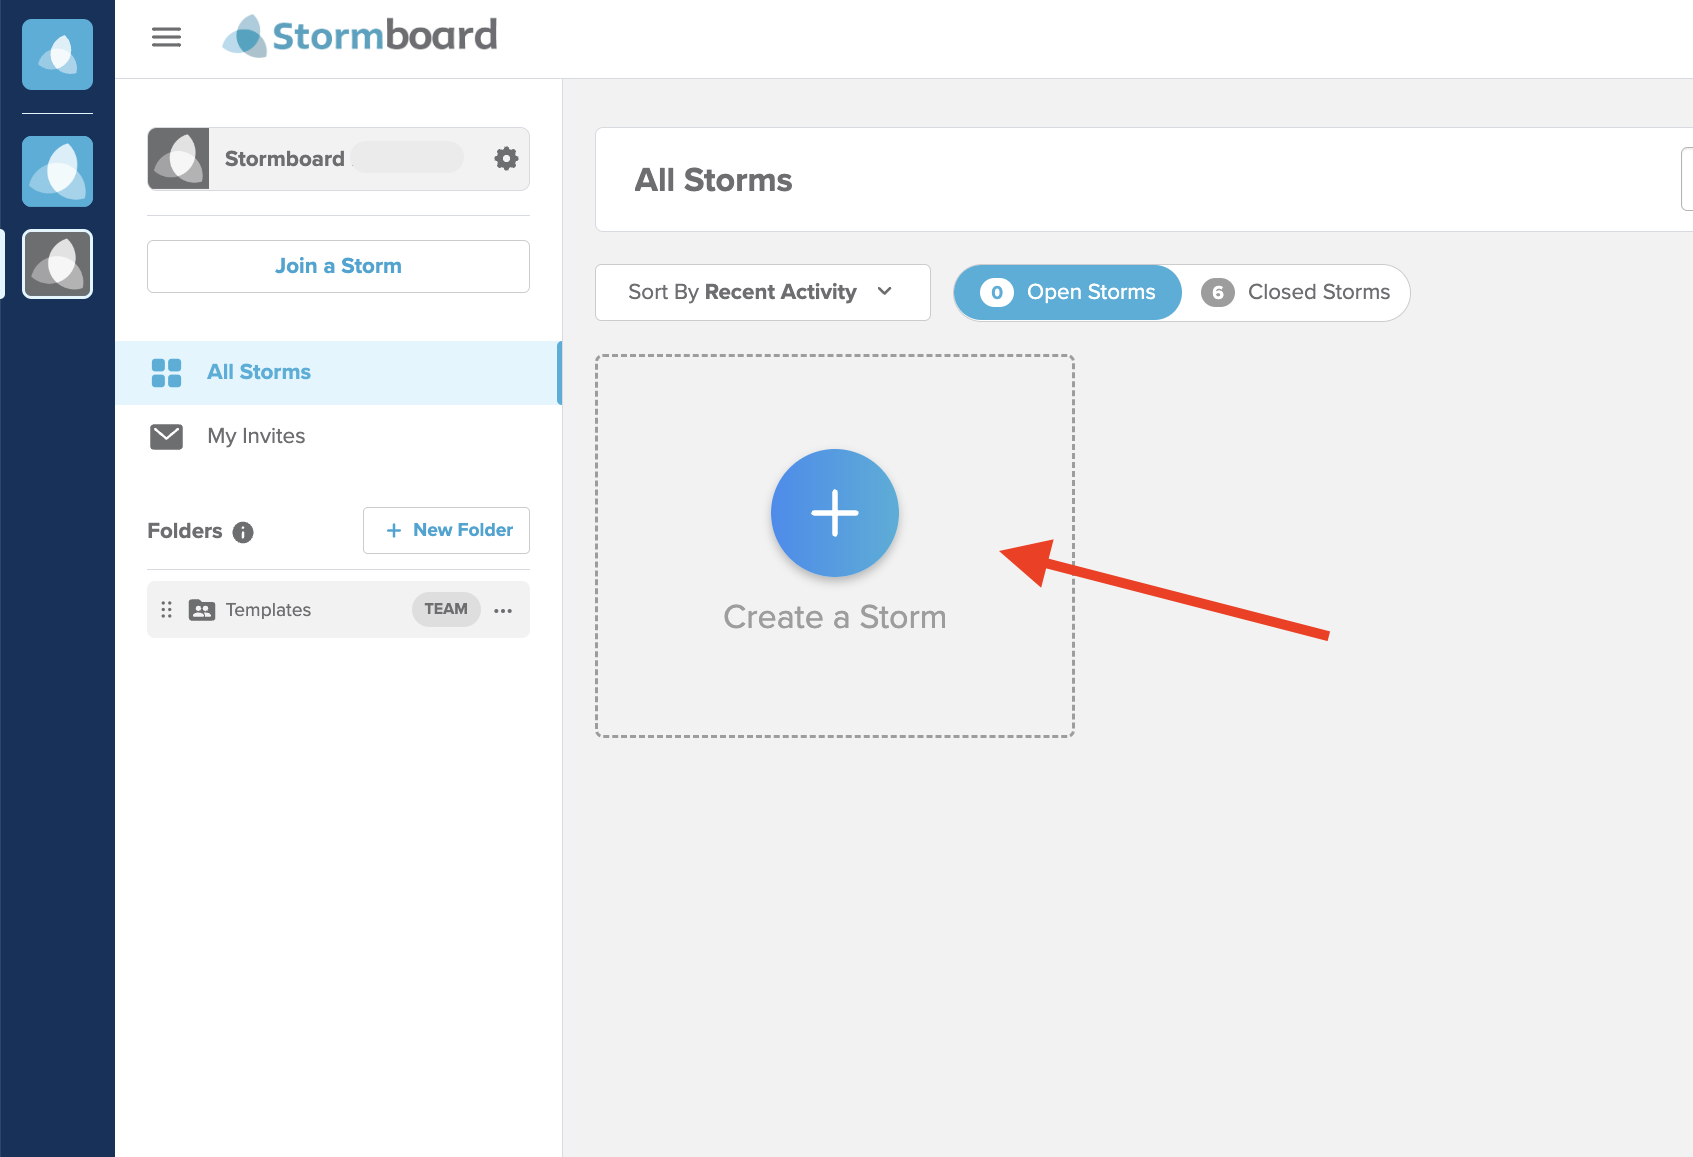 Stormboard
Stormboard
Join a Storm
All Storms
My Invites
Folders
+ New Folder
Templates TEAM
All Storms
Sort By Recent Activity
0 Open Storms 6 Closed Storms
Create a Storm